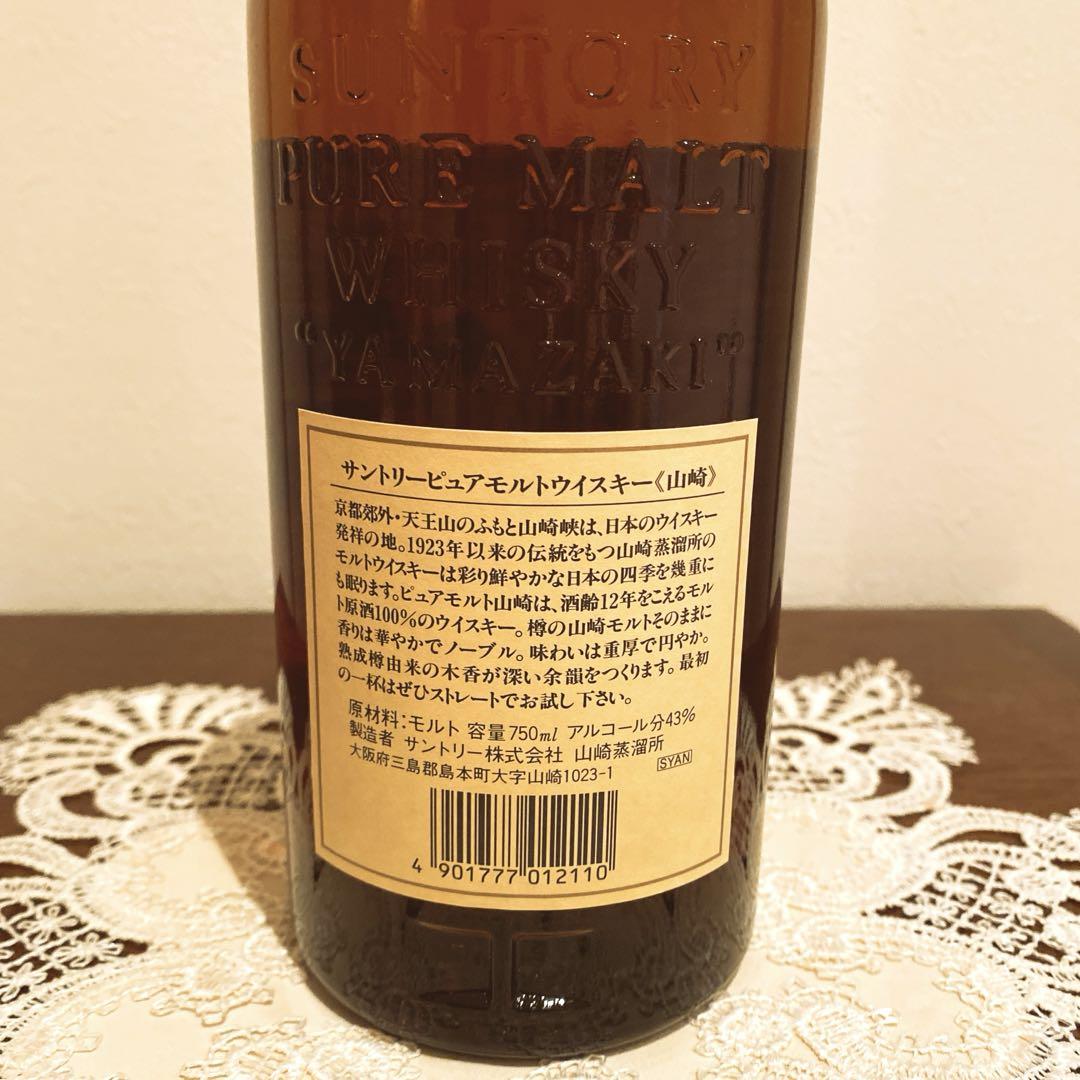 SUNTORY
PURE MALT
WHISKY
"YAMAZAKI"
サントリーピュアモルトウイスキー《山崎》
京都郊外・天王山のふもと山崎峡は、日本のウイスキー
発祥の地。1923年以来の伝統をもつ山崎蒸溜所の
モルトウイスキーは彩り鮮やかな日本の四季を幾重に
も眠ります。ピュアモルト山崎は、酒齢12年をこえるモル
ト原酒100%のウイスキー。樽の山崎モルトそのままに
香りは華やかでノーブル。味わいは重厚で円やか。
熟成樽由来の木香が深い余韻をつくります。最初
の一杯はぜひストレートでお試し下さい。
原材料:モルト 容量750ml アルコール分43%
製造者 サントリー株式会社 山崎蒸溜所
大阪府三島郡島本町大字山崎1023-1
SYAN
4 901777 012110